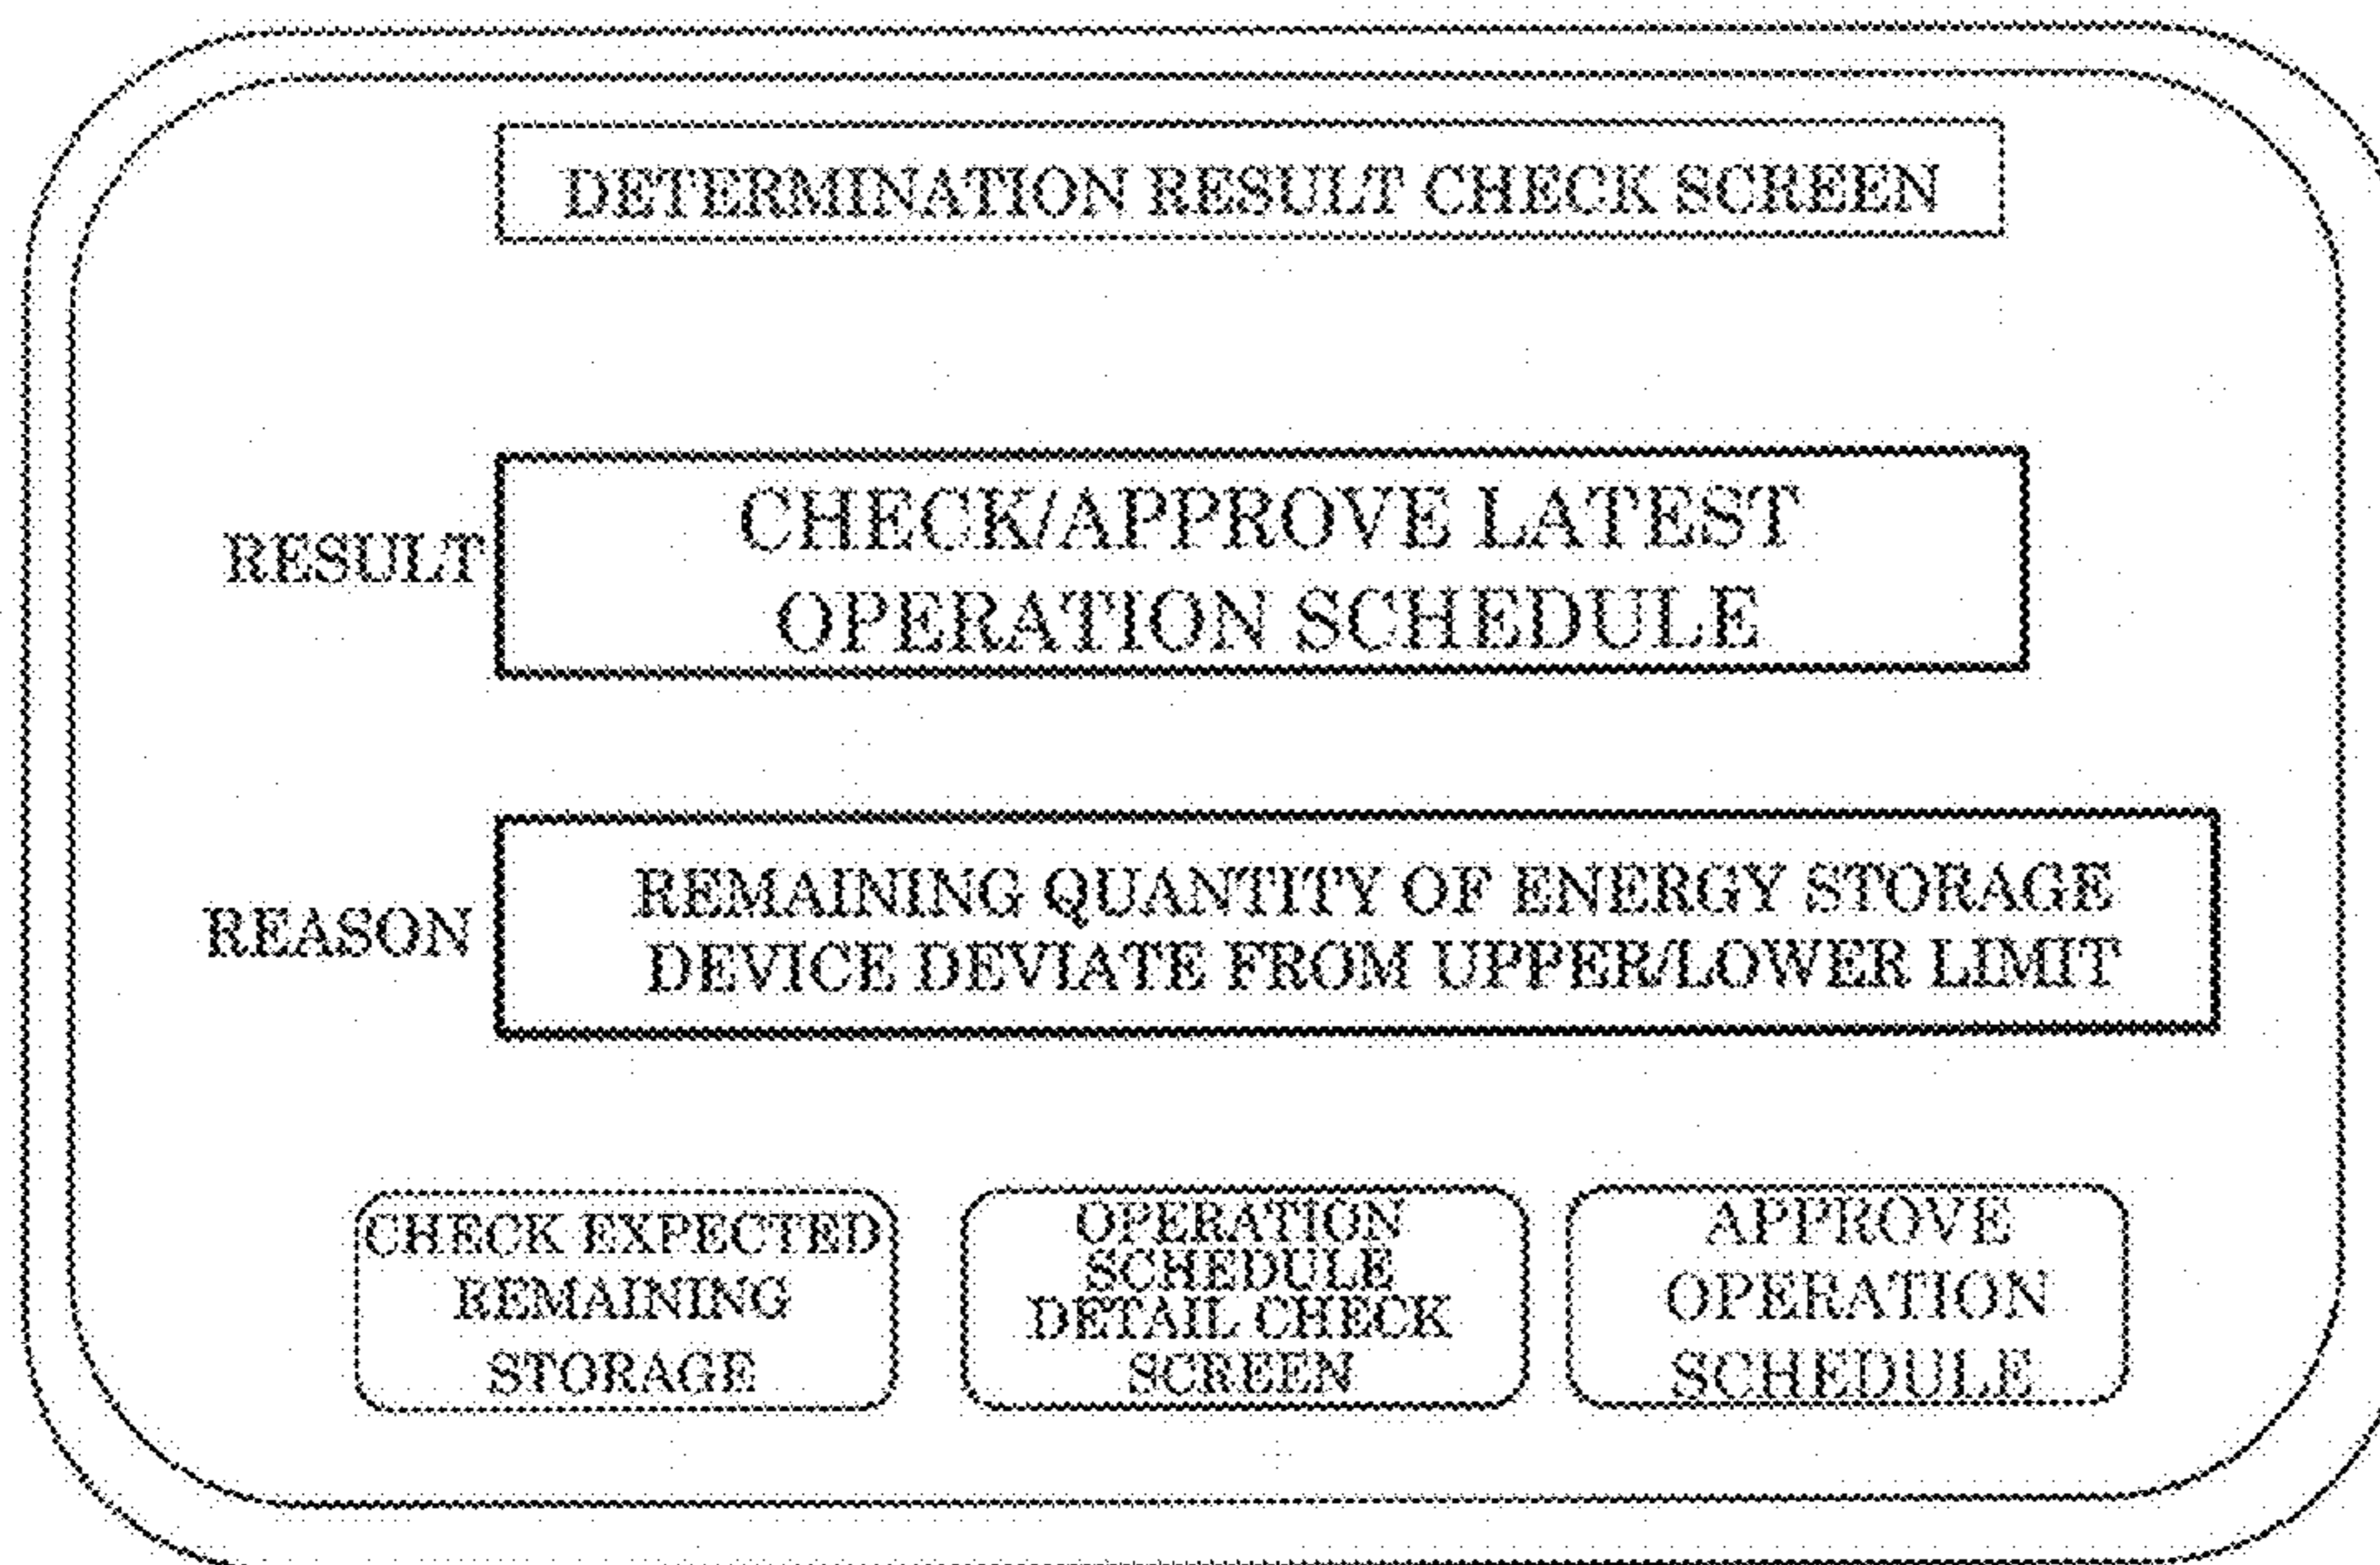 DETERMINATION RESULT CHECK SCREEN
RESULT
CHECK/APPROVE LATEST
OPERATION SCHEDULE
REASON
REMAINING QUANTITY OF ENERGY STORAGE
DEVICE DEVIATE FROM UPPER/LOWER LIMIT
CHECK EXPECTED
REMAINING
STORAGE
OPERATION
SCHEDULE
DETAIL CHECK
SCREEN
APPROVE
OPERATION
SCHEDULE